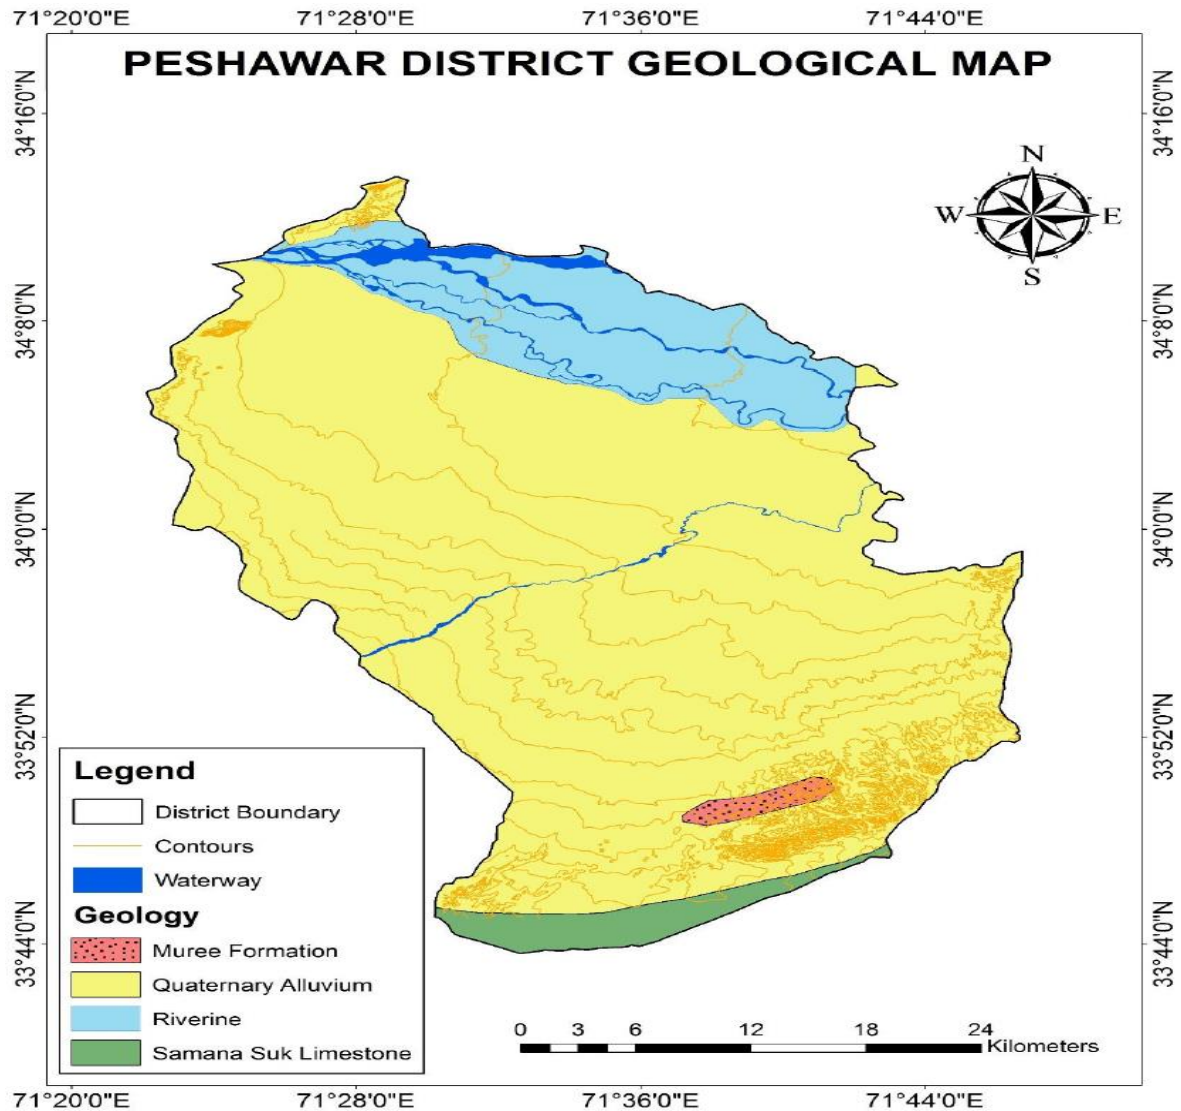 71°20'0"E 71°28'0"E 71°36'0"E 71°44'0"E
PESHAWAR DISTRICT GEOLOGICAL MAP
34°16'0"N 34°16'0"N
N
W E
S
34°8'0"N 34°8'0"N
34°0'0"N 34°0'0"N
33°52'0"N 33°52'0"N
Legend
District Boundary
Contours
Waterway
Geology
Muree Formation
Quaternary Alluvium
Riverine
Samana Suk Limestone
33°44'0"N 33°44'0"N
0 3 6 12 18 24
Kilometers
71°20'0"E 71°28'0"E 71°36'0"E 71°44'0"E